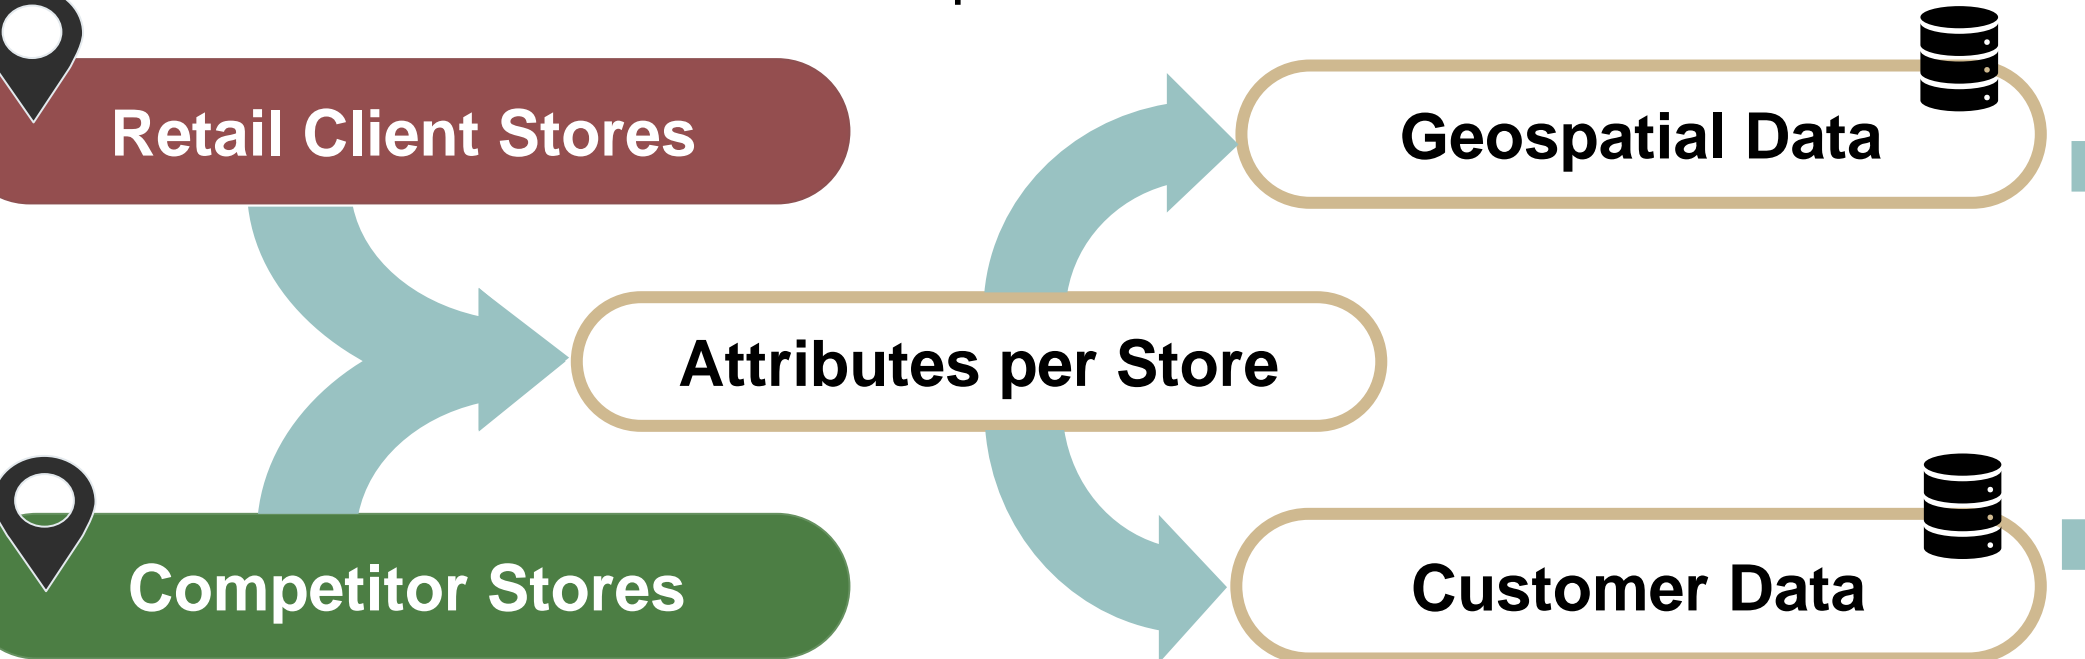 Retail Client Stores
Geospatial Data
Attributes per Store
Competitor Stores
Customer Data